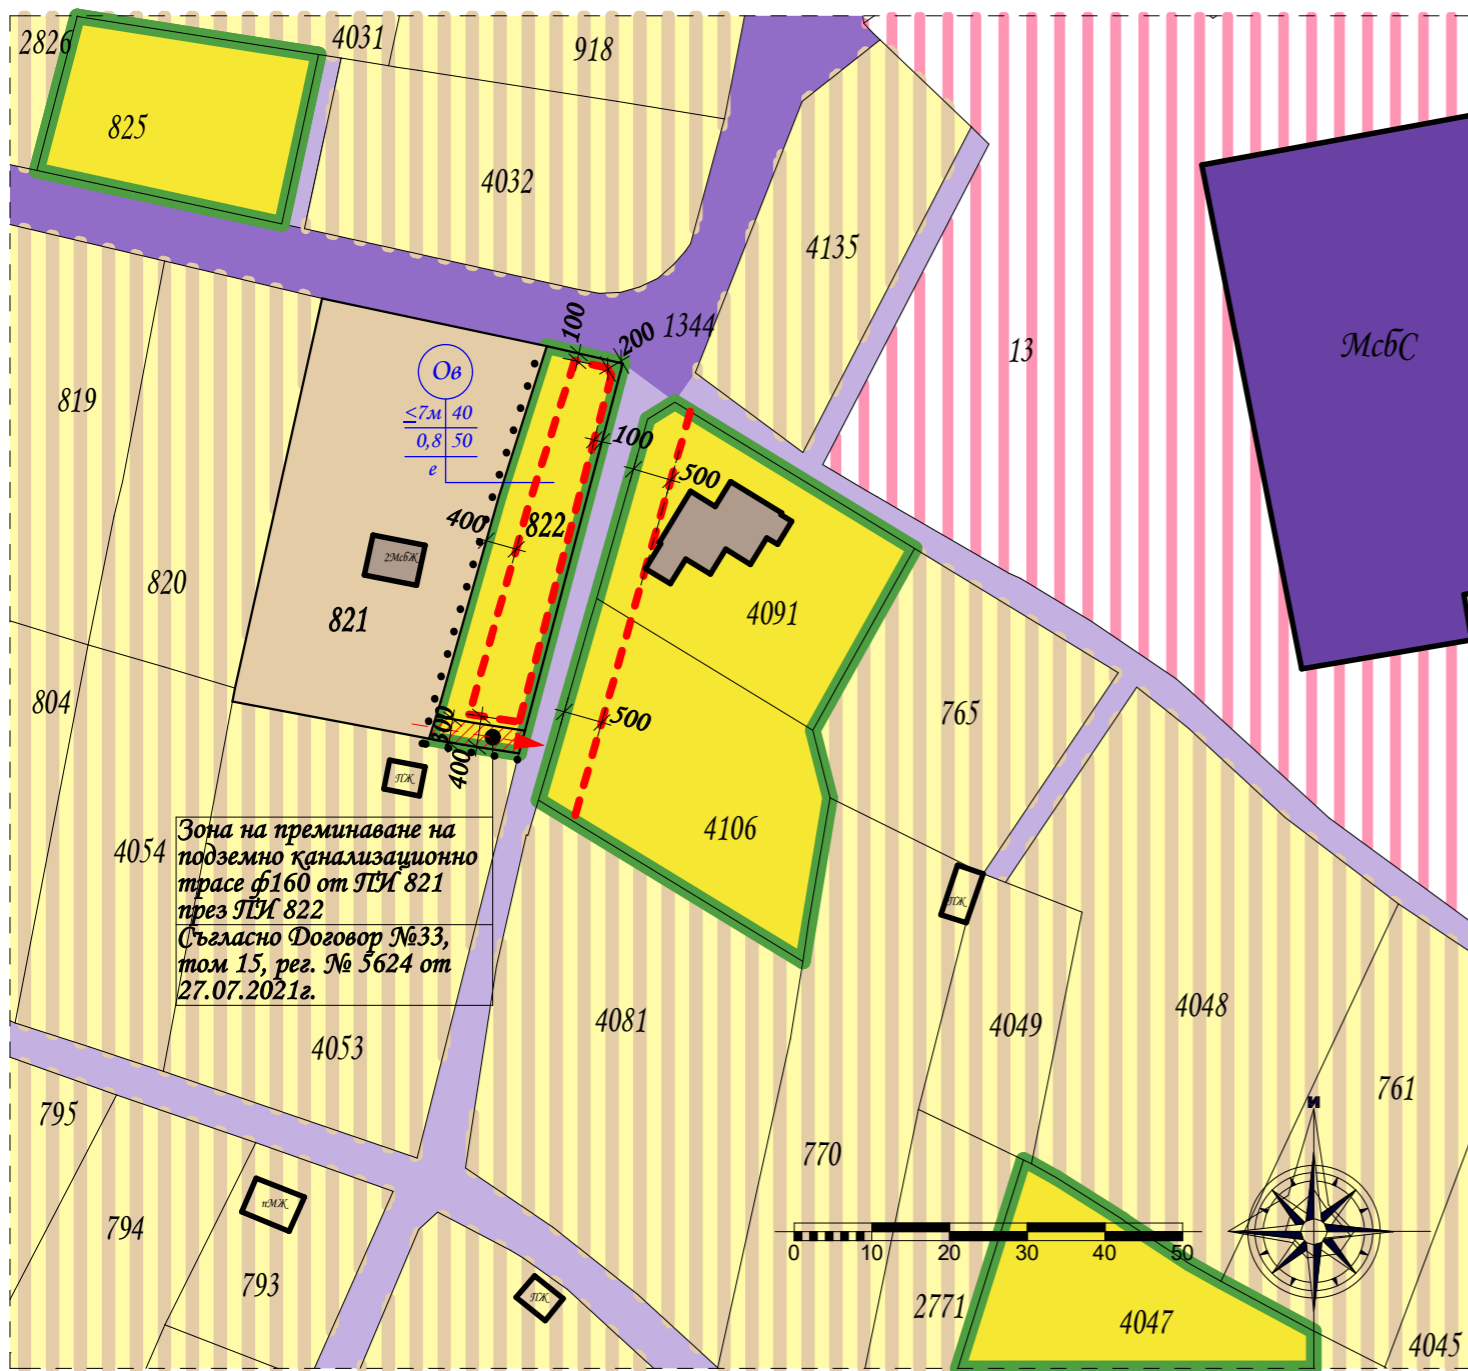 2826
4031
918
825
4032
4135
1344
13
МсбС
100
200
Ов
<7м 40
0,8 50
е
819
100
500
400
822
2МсбЖ
820
821
4091
804
765
300
500
400
ПЖ
4106
4054
Зона на преминаване на
подземно канализационно
трасе ф160 от ПИ 821
през ПИ 822
Съгласно Договор №33,
том 15, рег. № 5624 от
27.07.2021г.
ПЖ
4081
4049
4048
4053
761
795
770
И
794
пМЖ
793
ПЖ
0 10 20 30 40 50
2771
4047
4045